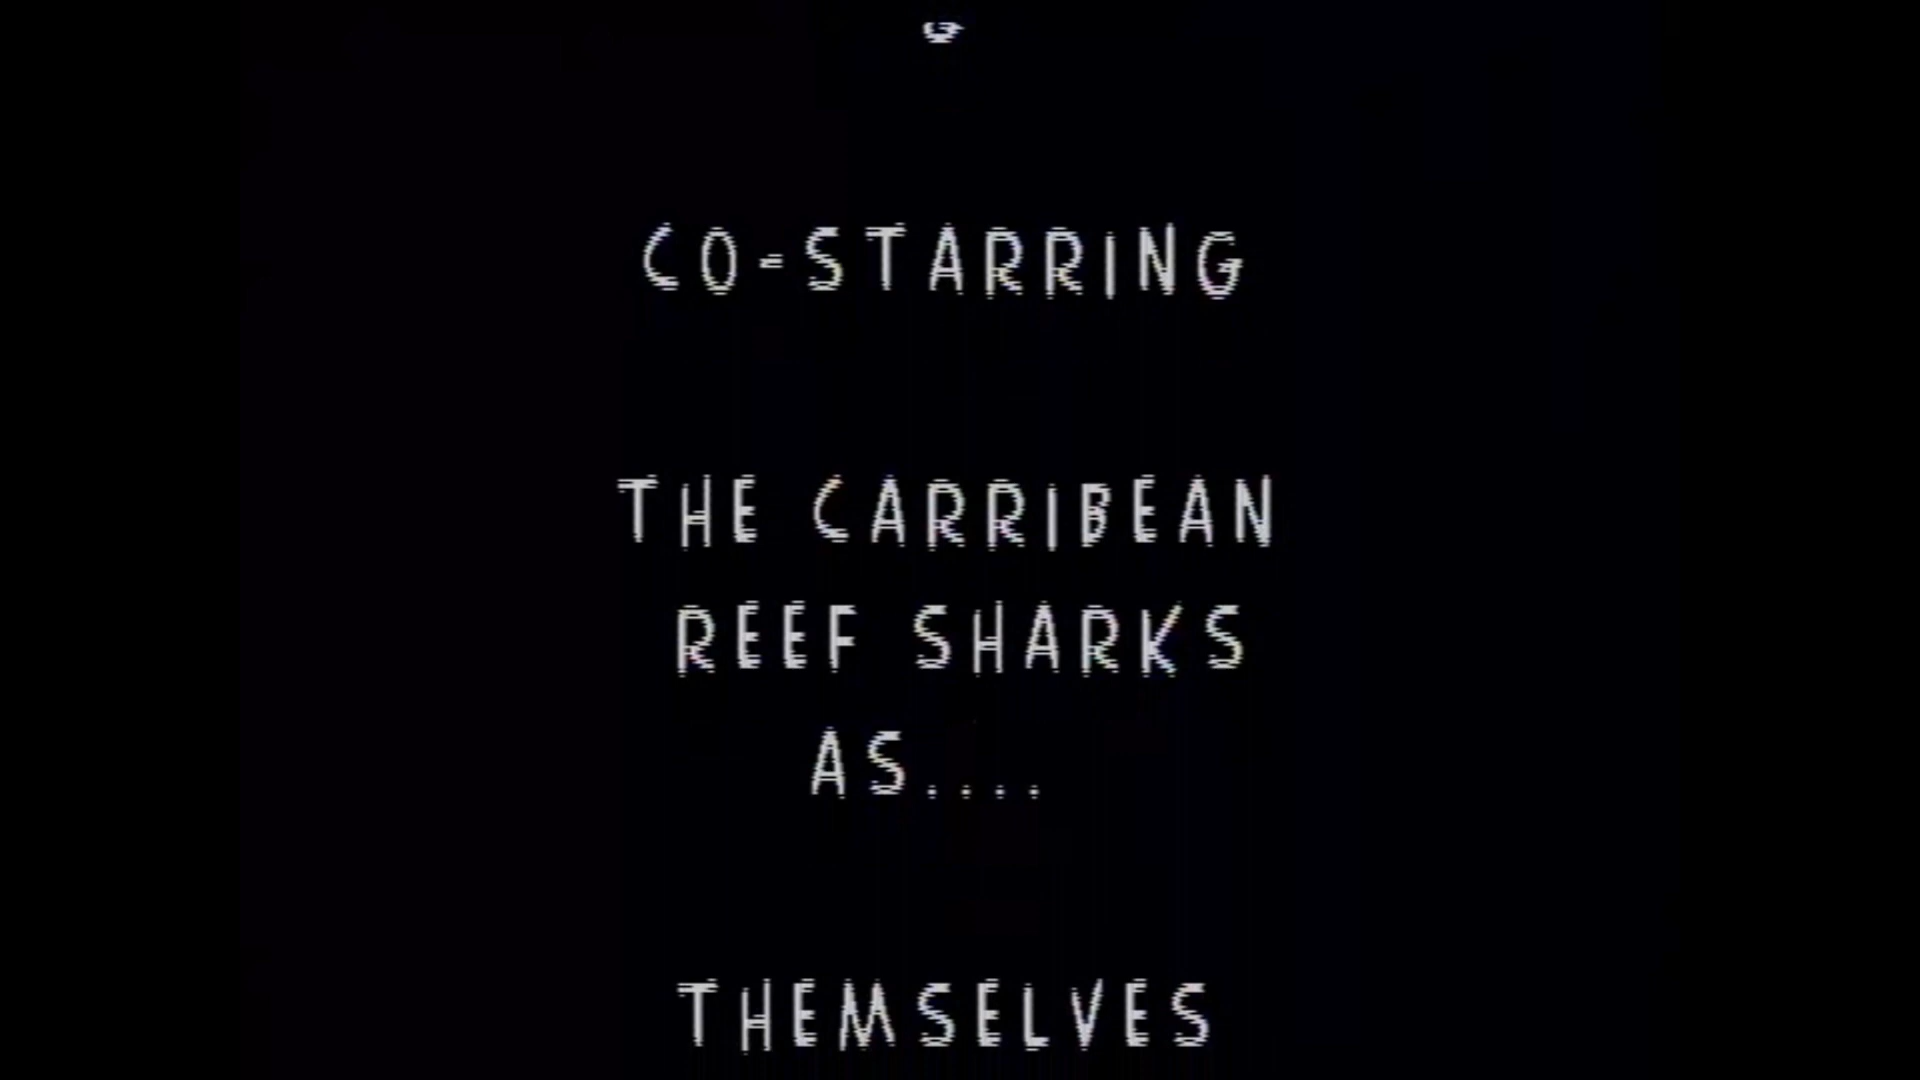 CO-STARRING
THE CARRIBEAN
REEF SHARKS
AS....
THEMSELVES